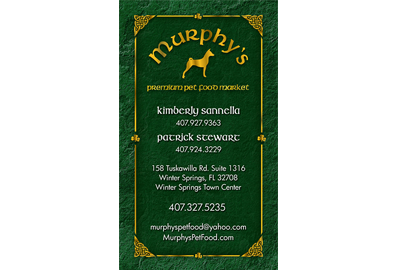 Murphy's
Premium Pet Food Market
Kimberly Sannella
407.927.9363
Patrick Stewart
407.924.3229
158 Tuskawilla Rd. Suite 1316
Winter Springs, FL 32708
Winter Springs Town Center
407.327.5235
murphyspetfood@yahoo.com
MurphysPetFood.com